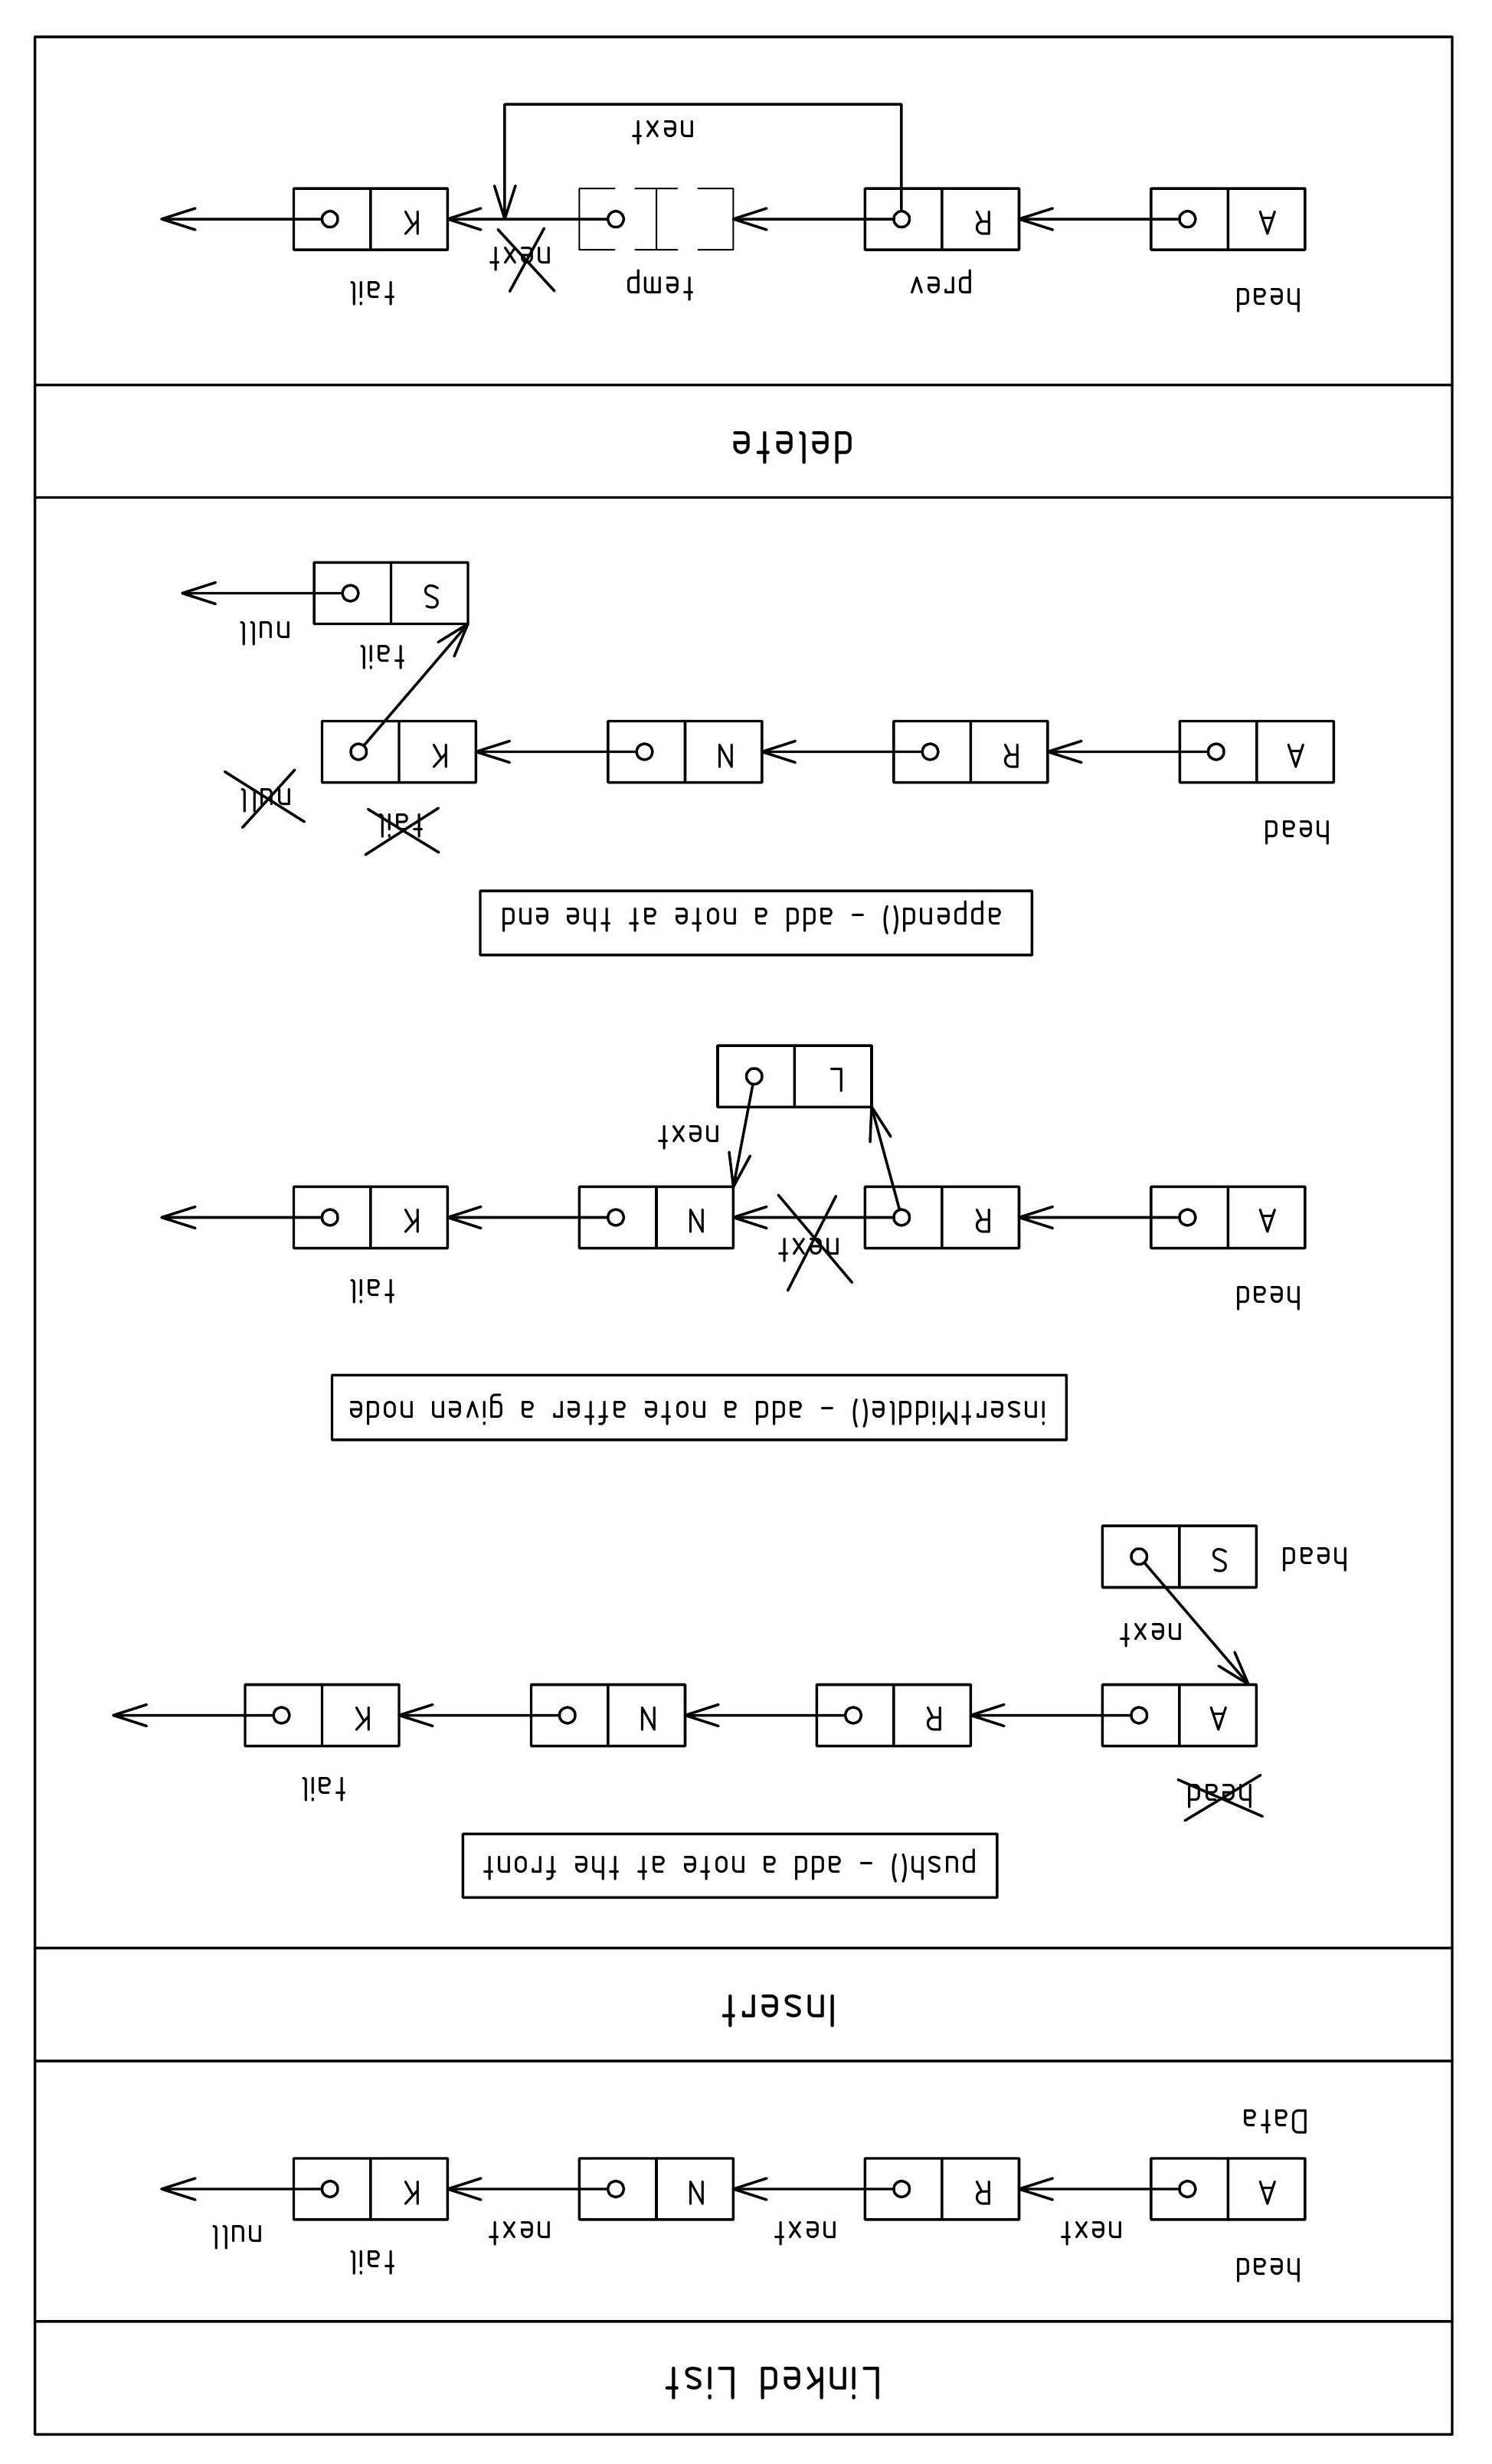 Linked List
head
tail
next
next
next
null
A
R
N
K
Data
Insert
push() - add a note at the front
head
tail
A
R
N
K
next
head
S
insertMiddle() - add a note after a given node
head
tail
next
A
R
N
K
next
L
append() - add a note at the end
head
tail
null
A
R
N
K
tail
null
S
delete
head
prev
temp
tail
next
A
R
K
next